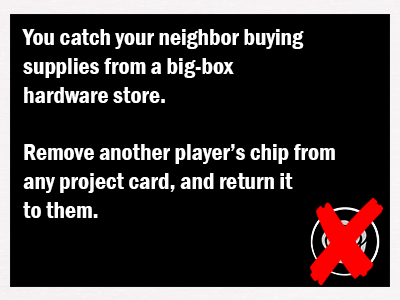 You catch your neighbor buying
supplies from a big-box
hardware store.
Remove another player’s chip from
any project card, and return it
to them.